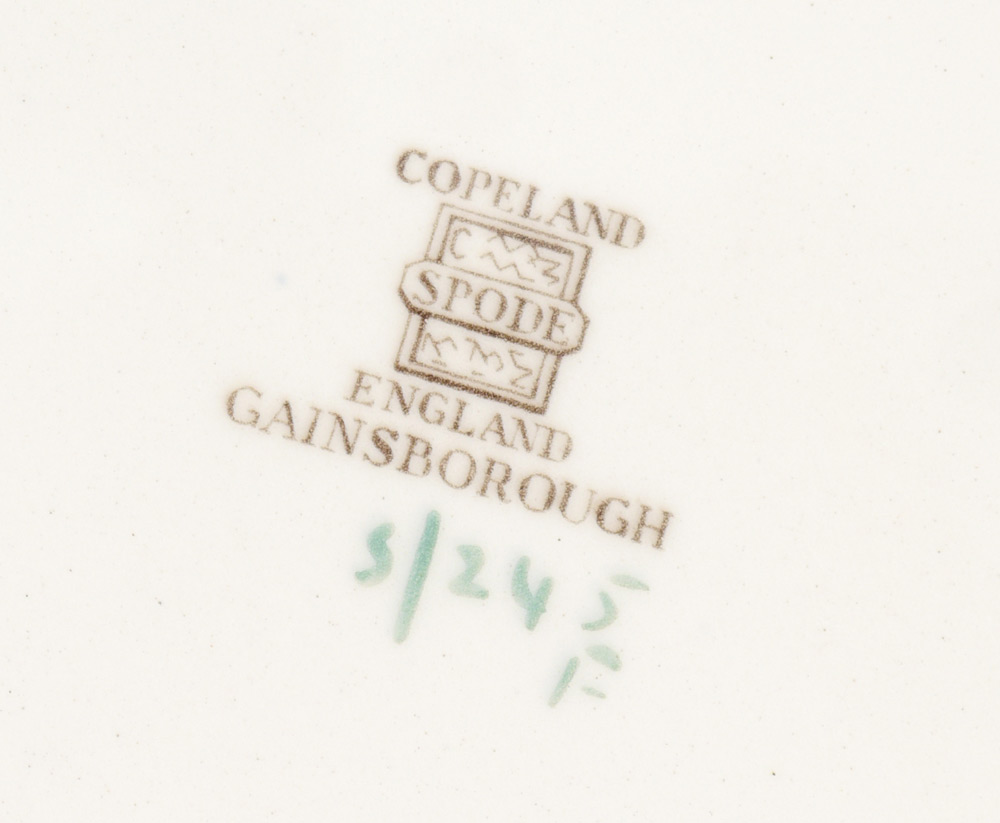 COPELAND
SPODE
ENGLAND
GAINSBOROUGH
S/245
F